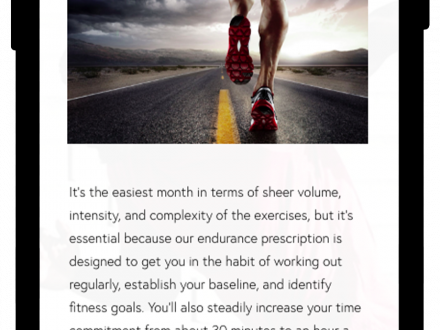 It's the easiest month in terms of sheer volume,
intensity, and complexity of the exercises, but it's
essential because our endurance prescription is
designed to get you in the habit of working out
regularly, establish your baseline, and identify
fitness goals. You'll also steadily increase your time
commitment from about 30 minutes to an hour a